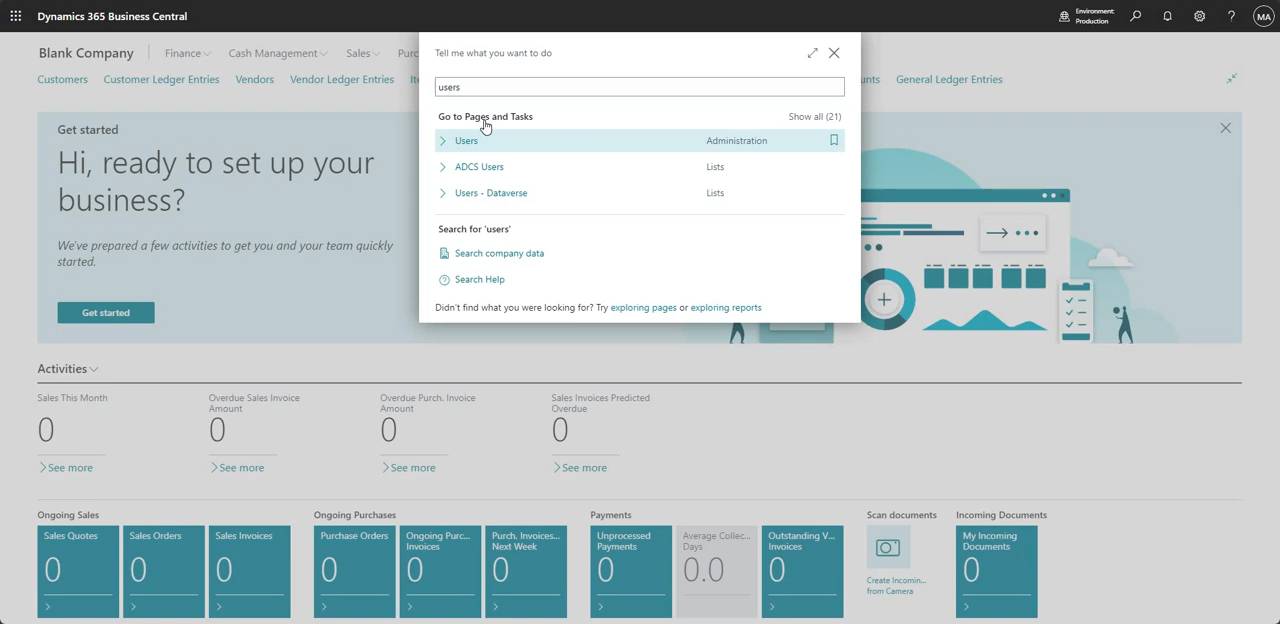 Dynamics 365 Business Central
Environment:
Production
MA
Blank Company
Finance
Cash Management
Sales
Purc
Customers
Customer Ledger Entries
Vendors
Vendor Ledger Entries
Ite
unts
General Ledger Entries
Tell me what you want to do
users
Go to Pages and Tasks
Show all (21)
Users
Administration
ADCS Users
Lists
Users - Dataverse
Lists
Search for 'users'
Search company data
Search Help
Didn't find what you were looking for? Try exploring pages or exploring reports
Get started
Hi, ready to set up your
business?
We've prepared a few activities to get you and your team quickly
started.
Get started
Activities
Sales This Month
0
See more
Overdue Sales Invoice
Amount
0
See more
Overdue Purch. Invoice
Amount
0
See more
Sales Invoices Predicted
Overdue
0
See more
Ongoing Sales
Sales Quotes
0
Sales Orders
0
Sales Invoices
0
Ongoing Purchases
Purchase Orders
0
Ongoing Purc...
Invoices
0
Purch. Invoices...
Next Week
0
Payments
Unprocessed
Payments
0
Average Collec...
Days
0.0
Outstanding V...
Invoices
0
Scan documents
Create Incomin...
from Camera
Incoming Documents
My Incoming
Documents
0